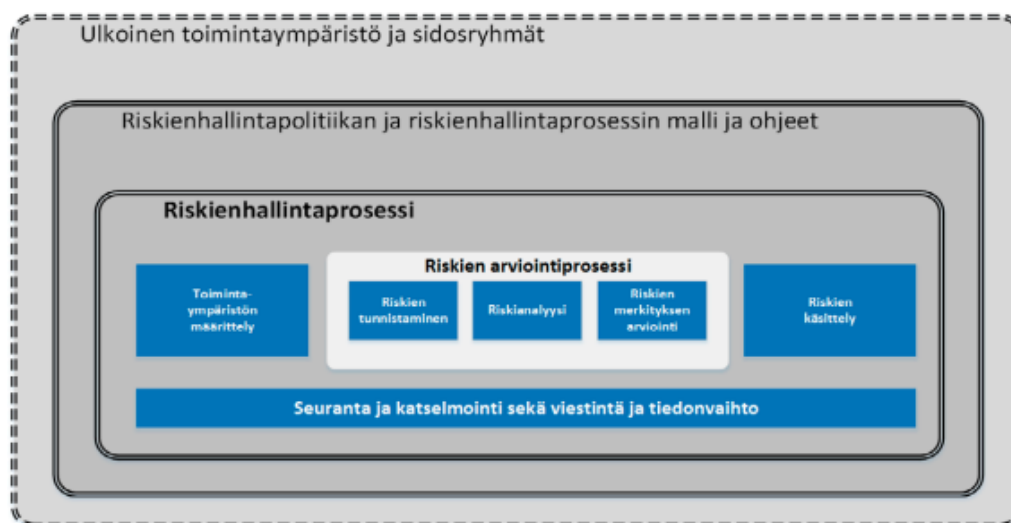 Ulkoinen toimintaympäristö ja sidosryhmät
Riskienhallintapolitiikan ja riskienhallintaprosessin malli ja ohjeet
Riskienhallintaprosessi
Toiminta-
ympäristön
määrittely
Riskien arviointiprosessi
Riskien
tunnistaminen
Riskianalyysi
Riskien
merkityksen
arviointi
Riskien
käsittely
Seuranta ja katselmointi sekä viestintä ja tiedonvaihto